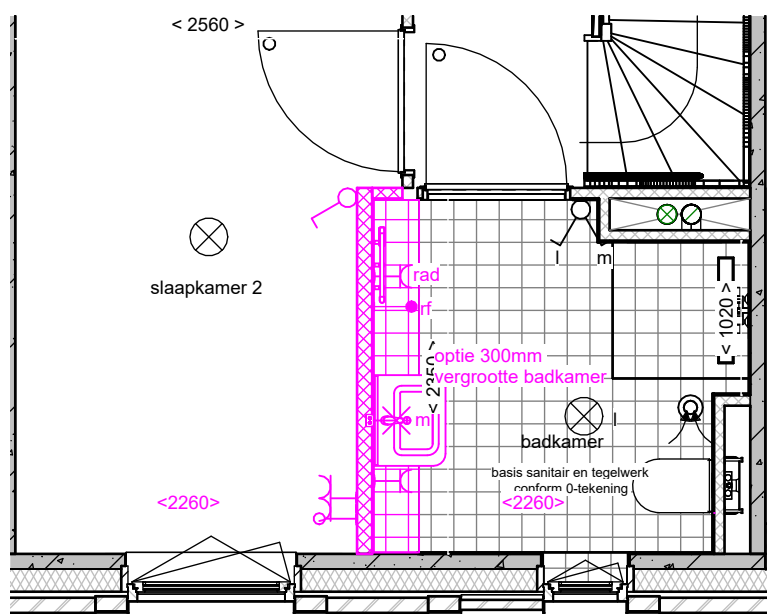 < 2560 >
l
m
slaapkamer 2
rad
rf
< 1020 >
optie 300mm
vergrootte badkamer
< 2350 >
m
l
badkamer
basis sanitair en tegelwerk
conform 0-tekening
<2260>
<2260>